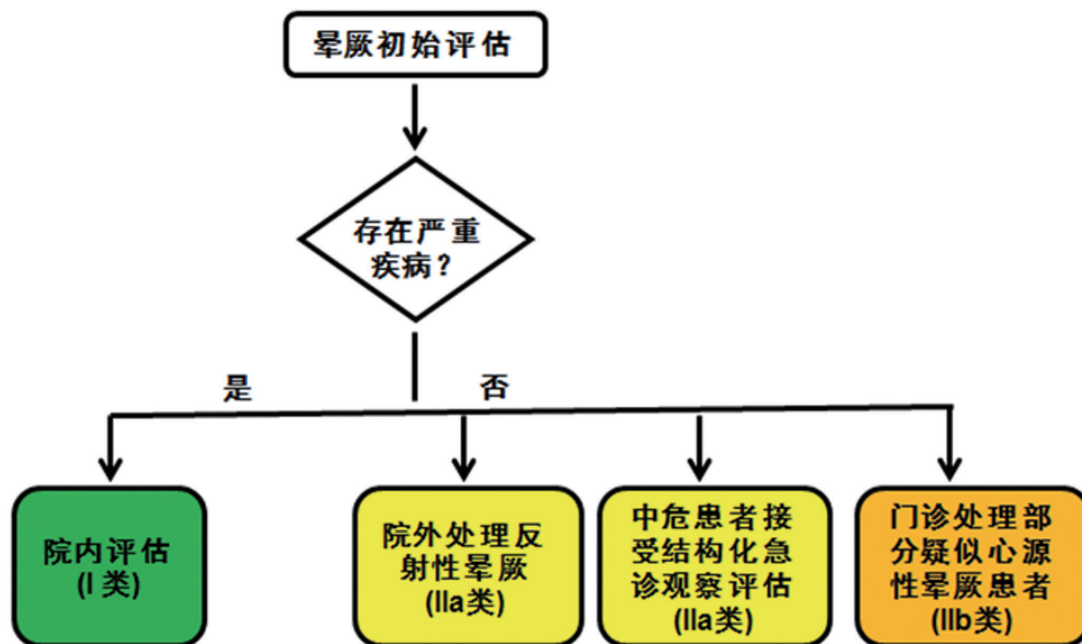 晕厥初始评估
存在严重
疾病？
是
否
院内评估
(I 类)
院外处理反
射性晕厥
(IIa类)
中危患者接
受结构化急
诊观察评估
(IIa类)
门诊处理部
分疑似心源
性晕厥患者
(IIb类)